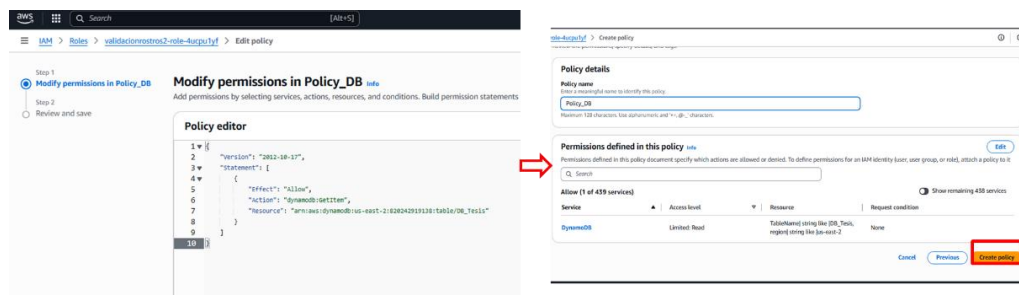 aws
Search
[Alt+S]
IAM > Roles > validacionrostros2-role-4ucpu1yf > Edit policy
Step 1
Modify permissions in Policy_DB
Step 2
Review and save
Modify permissions in Policy_DB Info
Add permissions by selecting services, actions, resources, and conditions. Build permission statements
Policy editor
1 {
2 "Version": "2012-10-17",
3 "Statement": [
4 {
5 "Effect": "Allow",
6 "Action": "dynamodb:GetItem",
7 "Resource": "arn:aws:dynamodb:us-east-2:820242919138:table/DB_Tesis"
8 }
9 ]
10 }
role-4ucpu1yf > Create policy
Policy details
Policy name
Enter a meaningful name to identify this policy.
Policy_DB
Maximum 128 characters. Use alphanumeric and '+=,.@-_' characters.
Permissions defined in this policy Info
Edit
Permissions defined in this policy document specify which actions are allowed or denied. To define permissions for an IAM identity (user, user group, or role), attach a policy to it
Search
Allow (1 of 439 services)
Show remaining 438 services
Service
Access level
Resource
Request condition
DynamoDB
Limited: Read
TableName| string like |DB_Tesis,
region| string like |us-east-2
None
Cancel
Previous
Create policy